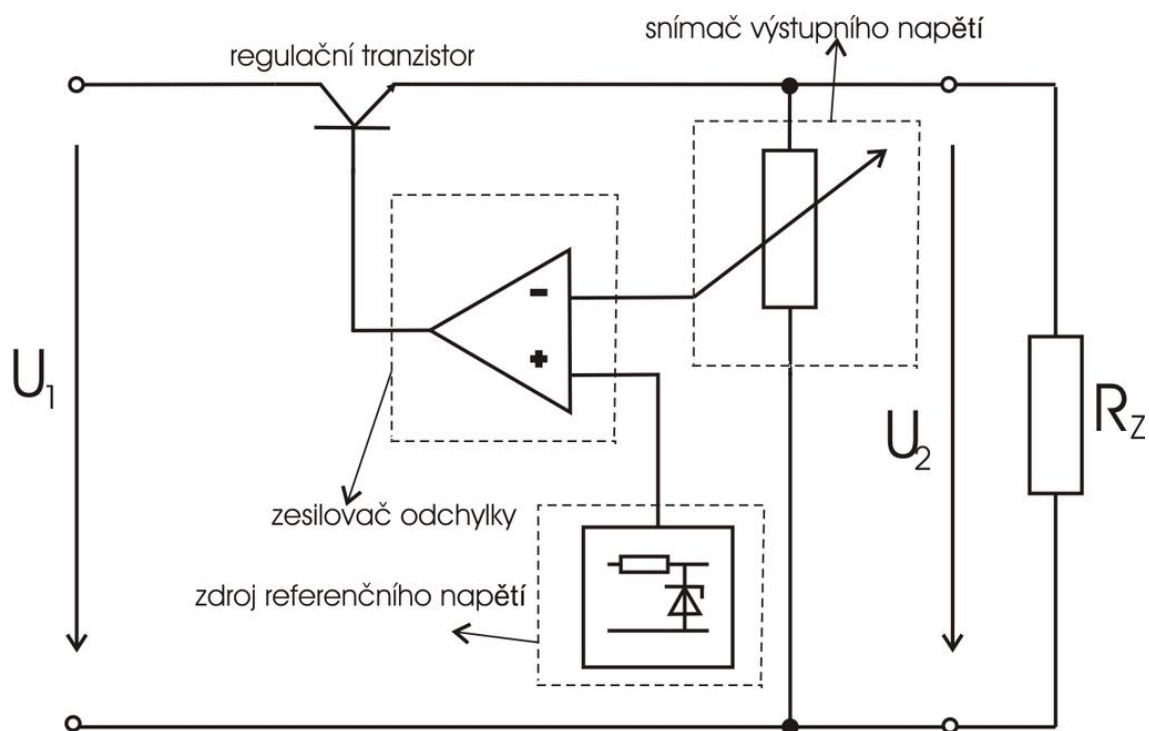 snímač výstupního napětí
regulační tranzistor
-
+
U1
U2
RZ
zesilovač odchylky
zdroj referenčního napětí